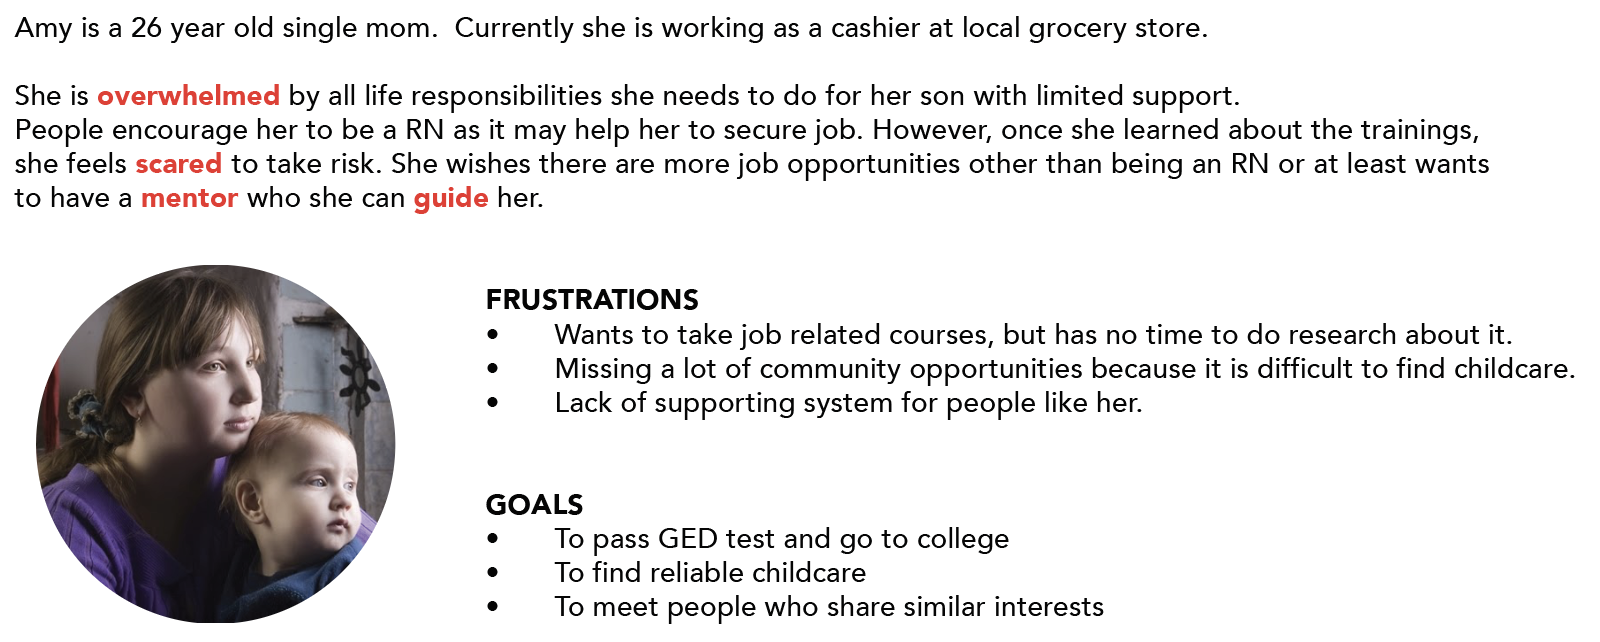 Amy is a 26 year old single mom.  Currently she is working as a cashier at local grocery store.
She is overwhelmed by all life responsibilities she needs to do for her son with limited support.
People encourage her to be a RN as it may help her to secure job. However, once she learned about the trainings,
she feels scared to take risk. She wishes there are more job opportunities other than being an RN or at least wants
to have a mentor who she can guide her.
FRUSTRATIONS
• Wants to take job related courses, but has no time to do research about it.
• Missing a lot of community opportunities because it is difficult to find childcare.
• Lack of supporting system for people like her.
GOALS
• To pass GED test and go to college
• To find reliable childcare
• To meet people who share similar interests